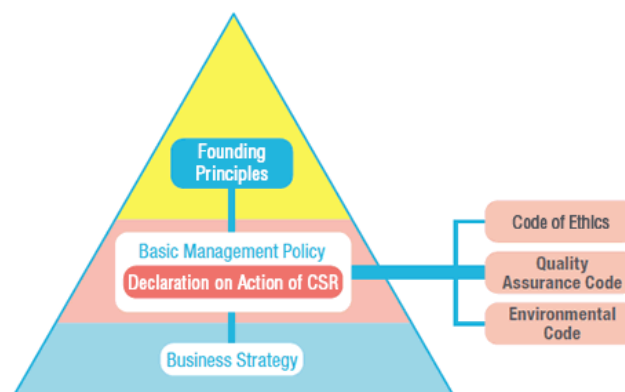 Founding
Principles
Basic Management Policy
Declaration on Action of CSR
Business Strategy
Code of Ethics
Quality
Assurance Code
Environmental
Code